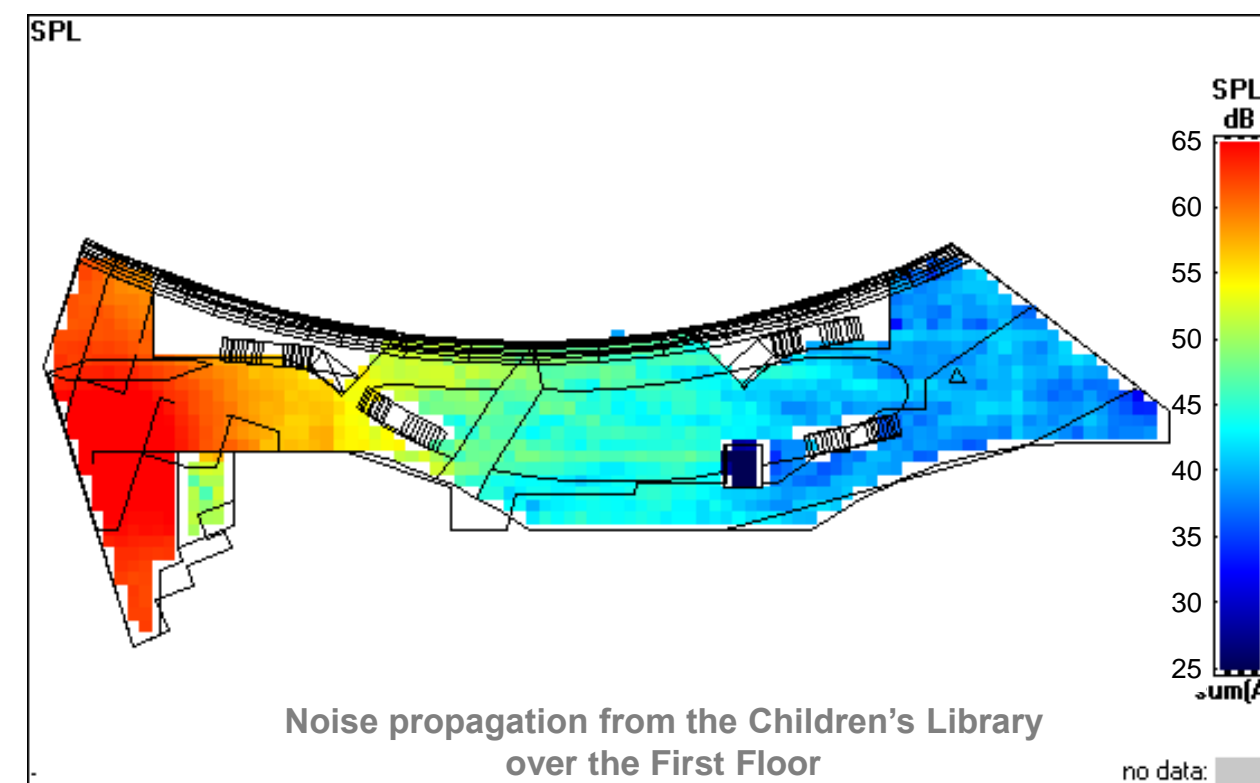 SPL
SPL
dB
65
60
55
50
45
40
35
30
25
Noise propagation from the Children's Library
over the First Floor
no data: